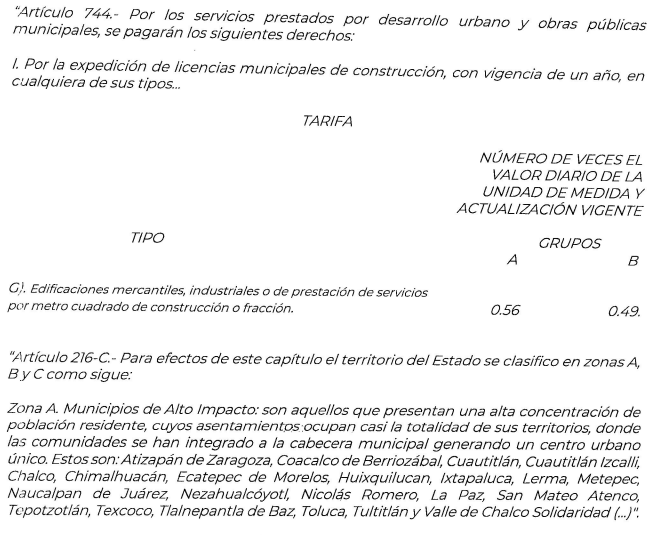 “Artículo 744.- Por los servicios prestados por desarrollo urbano y obras públicas
municipales, se pagarán los siguientes derechos:
I. Por la expedición de licencias municipales de construcción, con vigencia de un año, en
cualquiera de sus tipos...
TARIFA
NÚMERO DE VECES EL
VALOR DIARIO DE LA
UNIDAD DE MEDIDA Y
ACTUALIZACIÓN VIGENTE
TIPO GRUPOS
A B
G). Edificaciones mercantiles, industriales o de prestación de servicios
por metro cuadrado de construcción o fracción. 0.56 0.49.
"Artículo 216-C.- Para efectos de este capítulo el territorio del Estado se clasifico en zonas A,
B y C como sigue:
Zona A. Municipios de Alto Impacto: son aquellos que presentan una alta concentración de
población residente, cuyos asentamientos ocupan casi la totalidad de sus territorios, donde
las comunidades se han integrado a la cabecera municipal generando un centro urbano
único. Estos son: Atizapán de Zaragoza, Coacalco de Berriozábal, Cuautitlán, Cuautitlán Izcalli,
Chalco, Chimalhuacán, Ecatepec de Morelos, Huixquilucan, Ixtapaluca, Lerma, Metepec,
Naucalpan de Juárez, Nezahualcóyotl, Nicolás Romero, La Paz, San Mateo Atenco,
Tepotzotlán, Texcoco, Tlalnepantla de Baz, Toluca, Tultitlán y Valle de Chalco Solidaridad (...)".